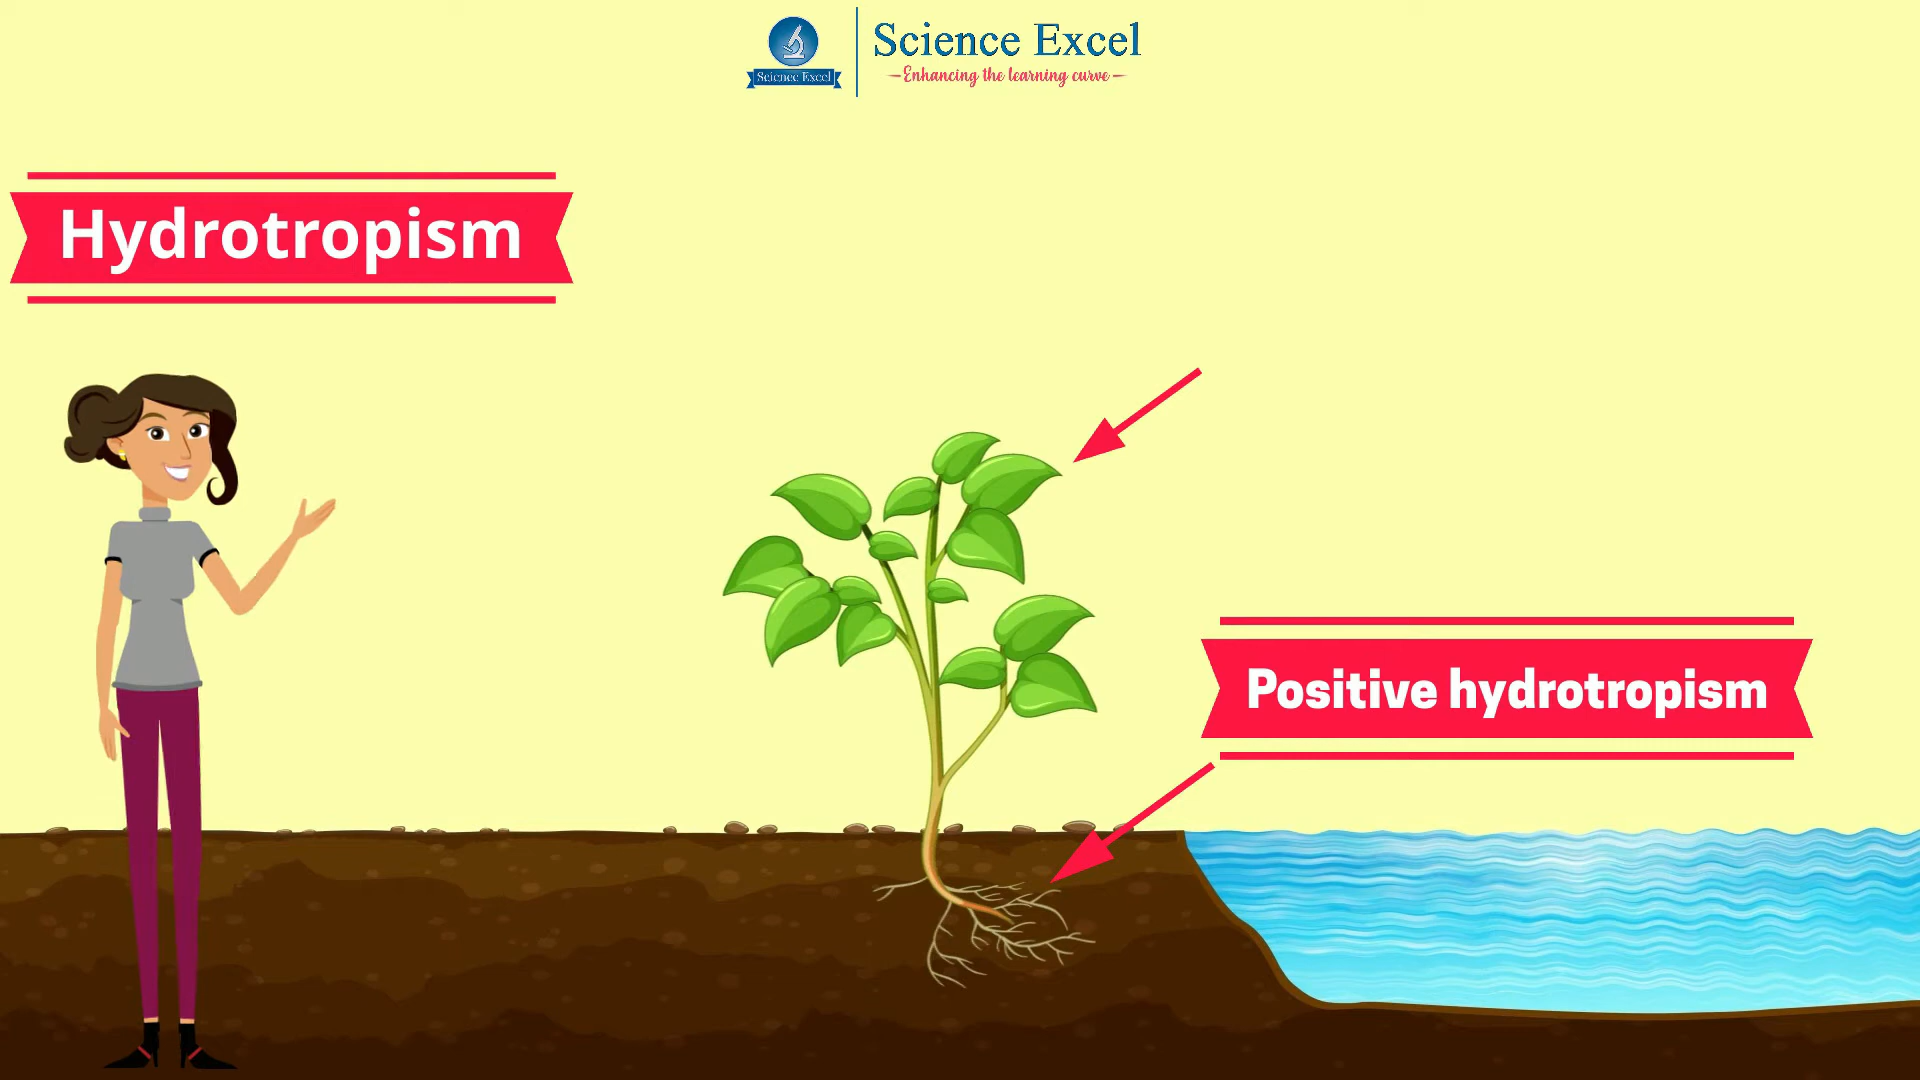 Science Excel
Science Excel
Enhancing the learning curve
Hydrotropism
Positive hydrotropism